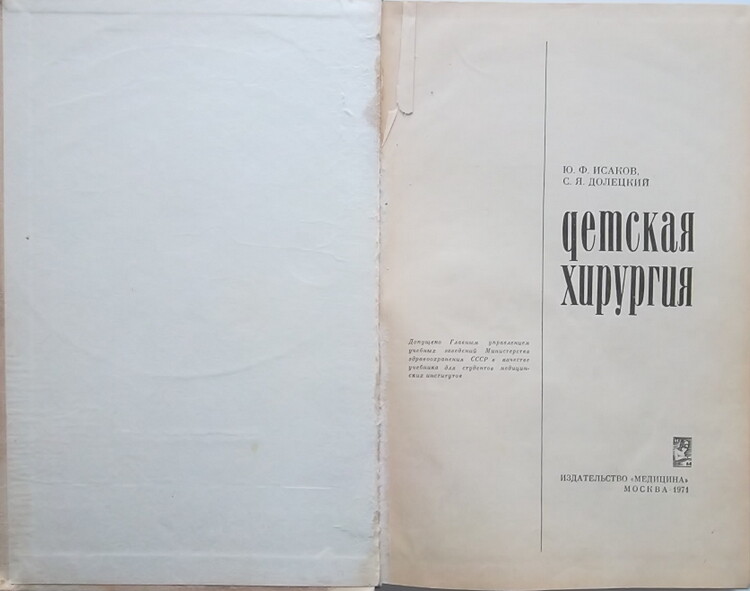 Ю. Ф. ИСАКОВ,
С. Я. ДОЛЕЦКИЙ
детская
хирургия
Допущено Главным управлением
учебных заведений Министерства
здравоохранения СССР в качестве
учебника для студентов медицин-
ских институтов
ИЗДАТЕЛЬСТВО «МЕДИЦИНА»
МОСКВА · 1971